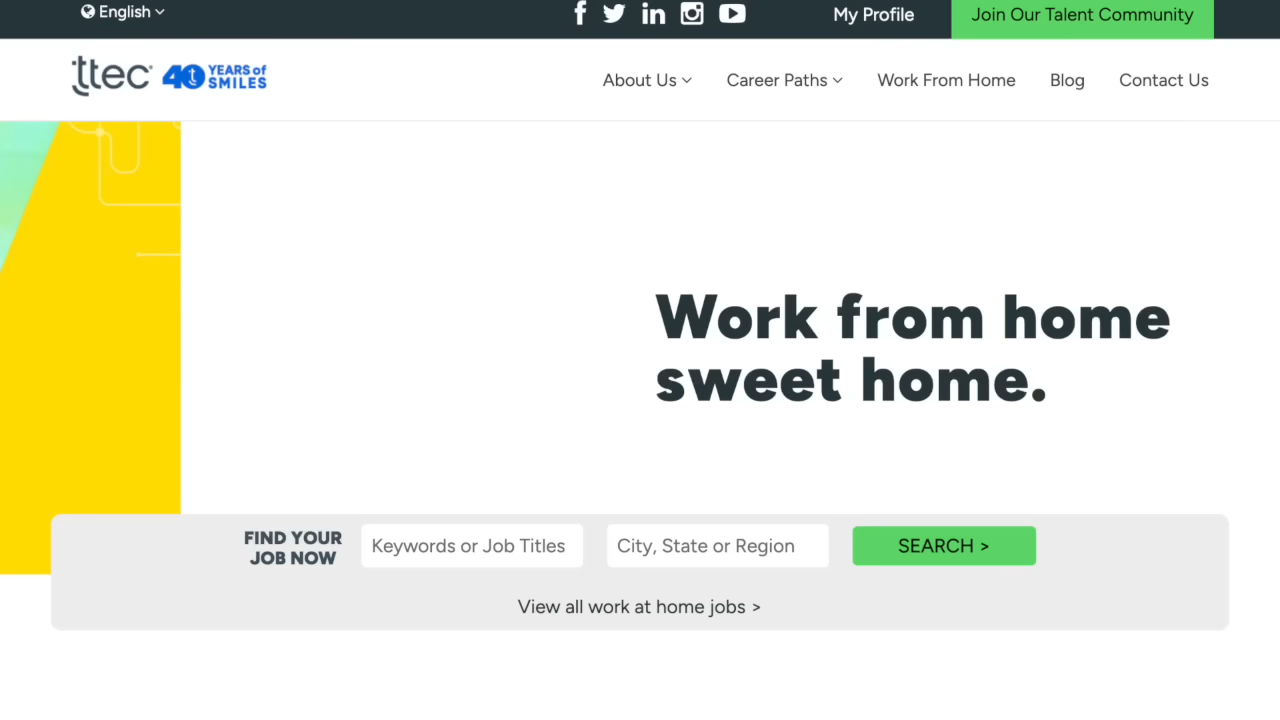 English
My Profile
Join Our Talent Community
ttec
40 YEARS of
SMILES
About Us
Career Paths
Work From Home
Blog
Contact Us
Work from home
sweet home.
FIND YOUR
JOB NOW
Keywords or Job Titles
City, State or Region
SEARCH >
View all work at home jobs >